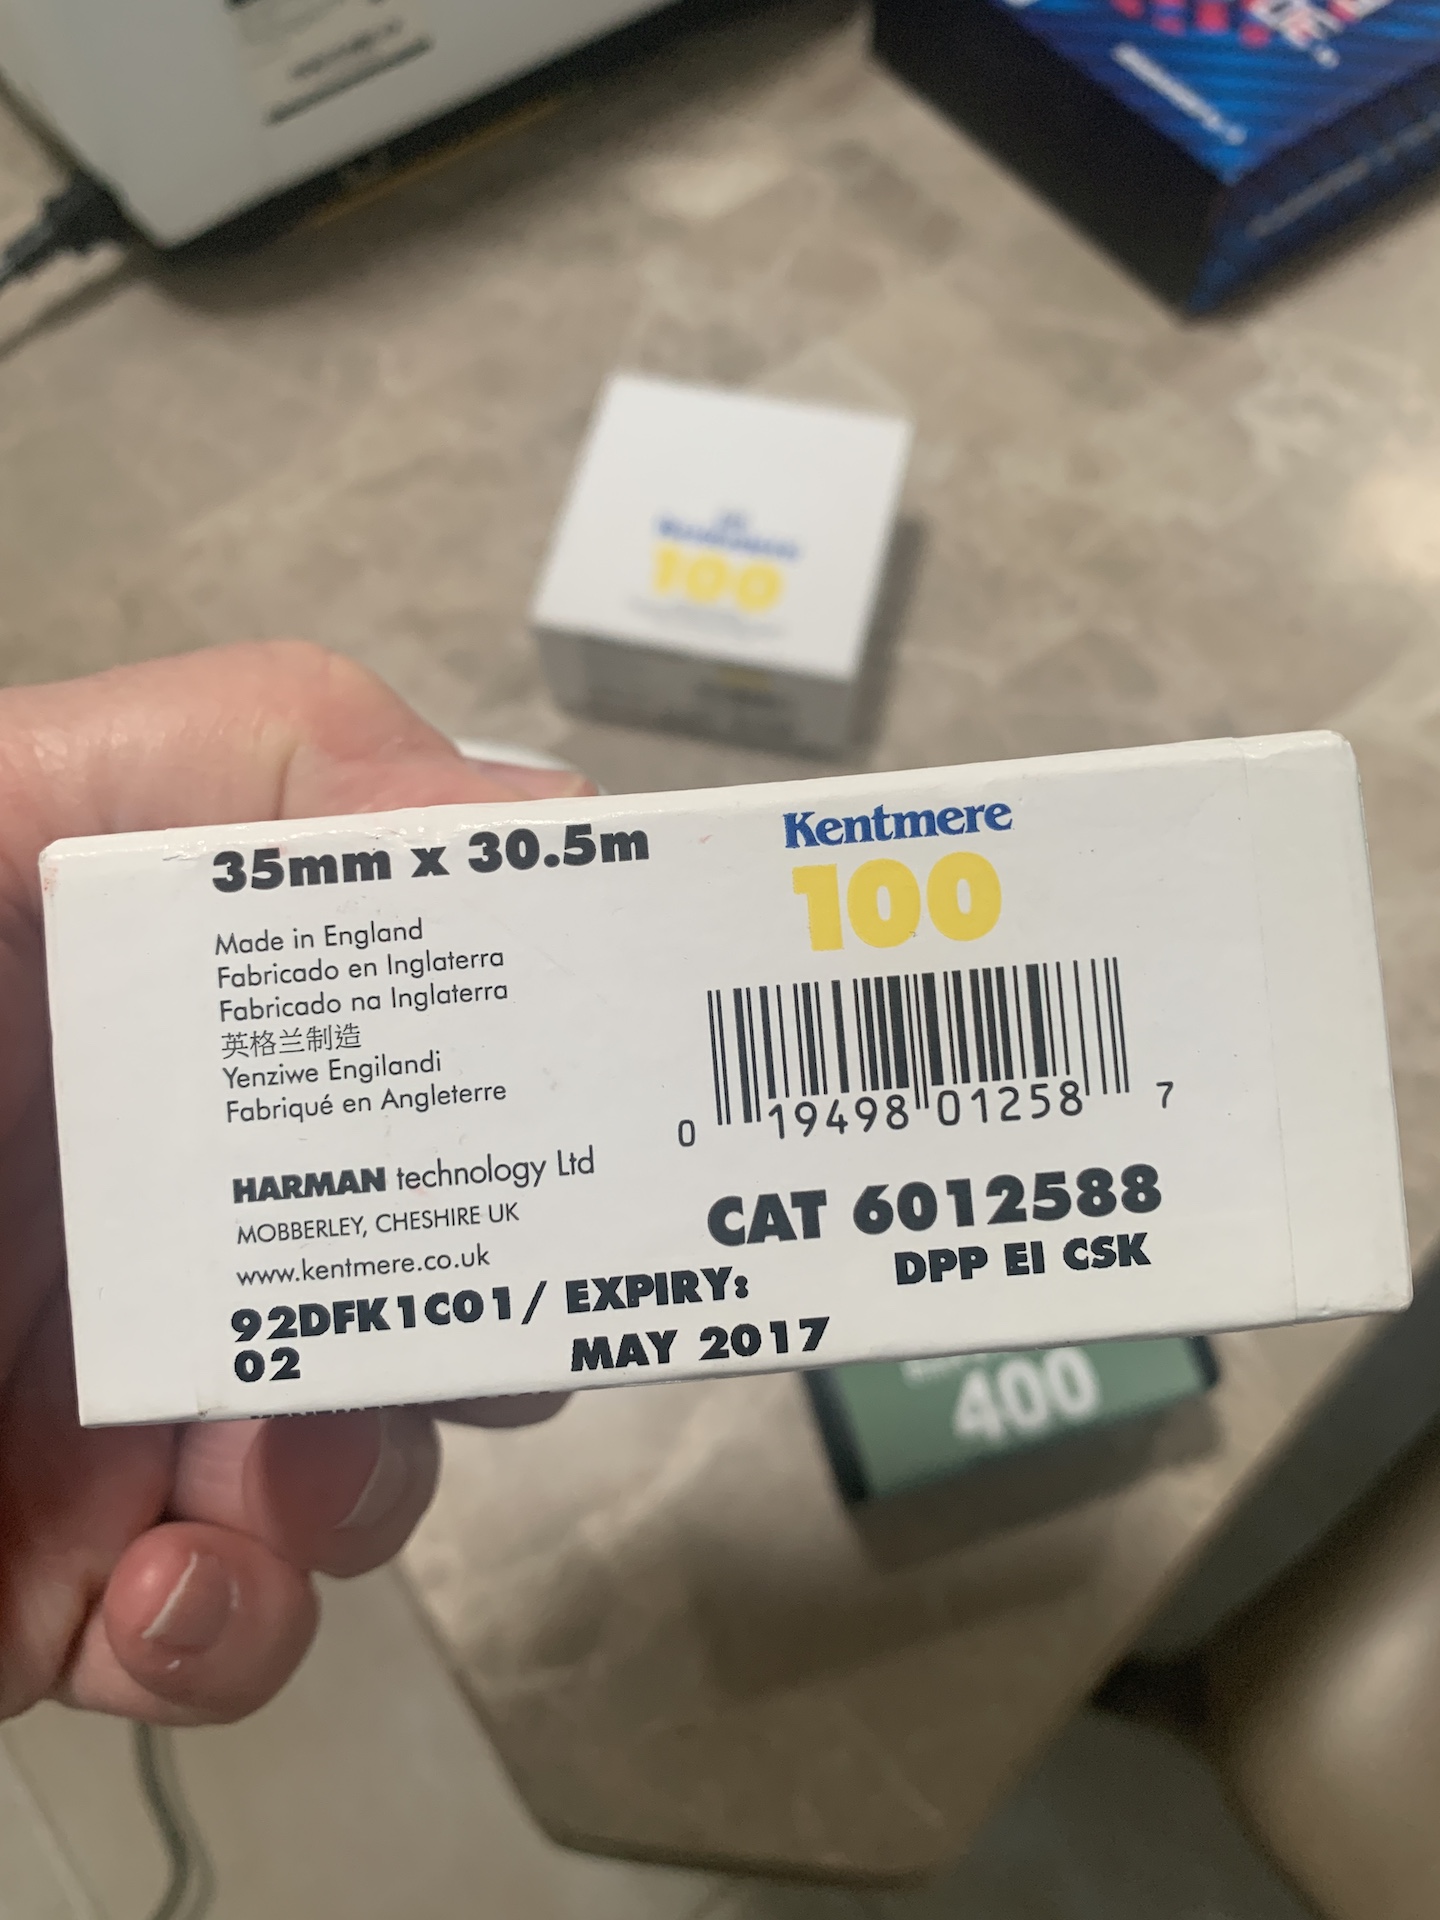 Kentmere
100
35mm x 30.5m
Made in England
Fabricado en Inglaterra
Fabricado na Inglaterra
英格兰制造
Yenziwe Engilandi
Fabriqué en Angleterre
HARMAN technology Ltd
MOBBERLEY, CHESHIRE UK
www.kentmere.co.uk
92DFK1C01/ EXPIRY:
02 MAY 2017
Kentmere
100
0 19498 01258 7
CAT 6012588
DPP EI CSK
400